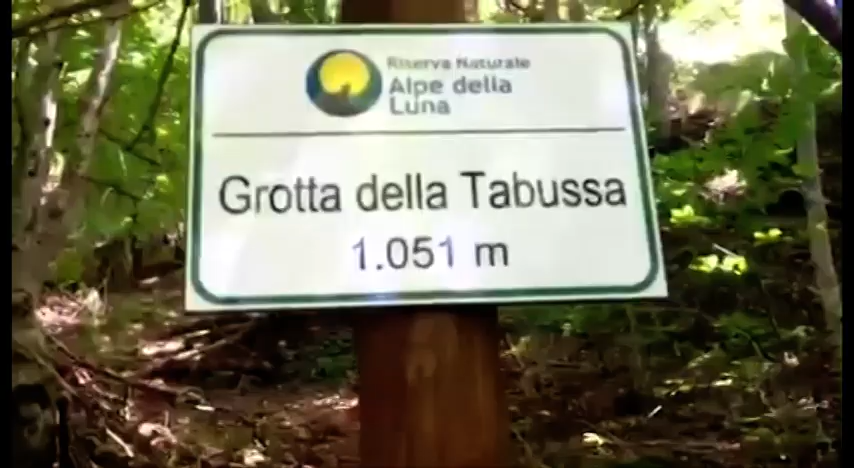 Riserva Naturale
Alpe della
Luna
Grotta della Tabussa
1.051 m